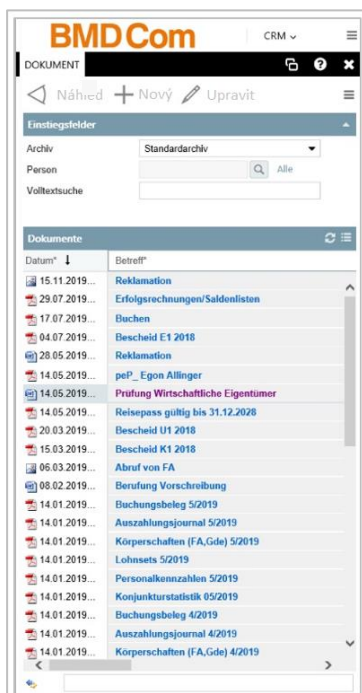 BMD Com
CRM
DOKUMENT
Náhled Nový Upravit
Einstiegsfelder
Archiv Standardarchiv
Person Alle
Volltextsuche
Dokumente
Datum* Betreff*
15.11.2019... Reklamation
29.07.2019... Erfolgsrechnungen/Saldenlisten
17.07.2019... Buchen
04.07.2019... Bescheid E1 2018
28.05.2019... Reklamation
14.05.2019... peP_ Egon Allinger
14.05.2019... Prüfung Wirtschaftliche Eigentümer
14.05.2019... Reisepass gültig bis 31.12.2028
20.03.2019... Bescheid U1 2018
15.03.2019... Bescheid K1 2018
06.03.2019... Abruf von FA
08.02.2019... Berufung Vorschreibung
14.01.2019... Buchungsbeleg 5/2019
14.01.2019... Auszahlungsjournal 5/2019
14.01.2019... Körperschaften (FA,Gde) 5/2019
14.01.2019... Lohnsets 5/2019
14.01.2019... Personalkennzahlen 5/2019
14.01.2019... Konjunkturstatistik 05/2019
14.01.2019... Buchungsbeleg 4/2019
14.01.2019... Auszahlungsjournal 4/2019
14.01.2019... Körperschaften (FA,Gde) 4/2019